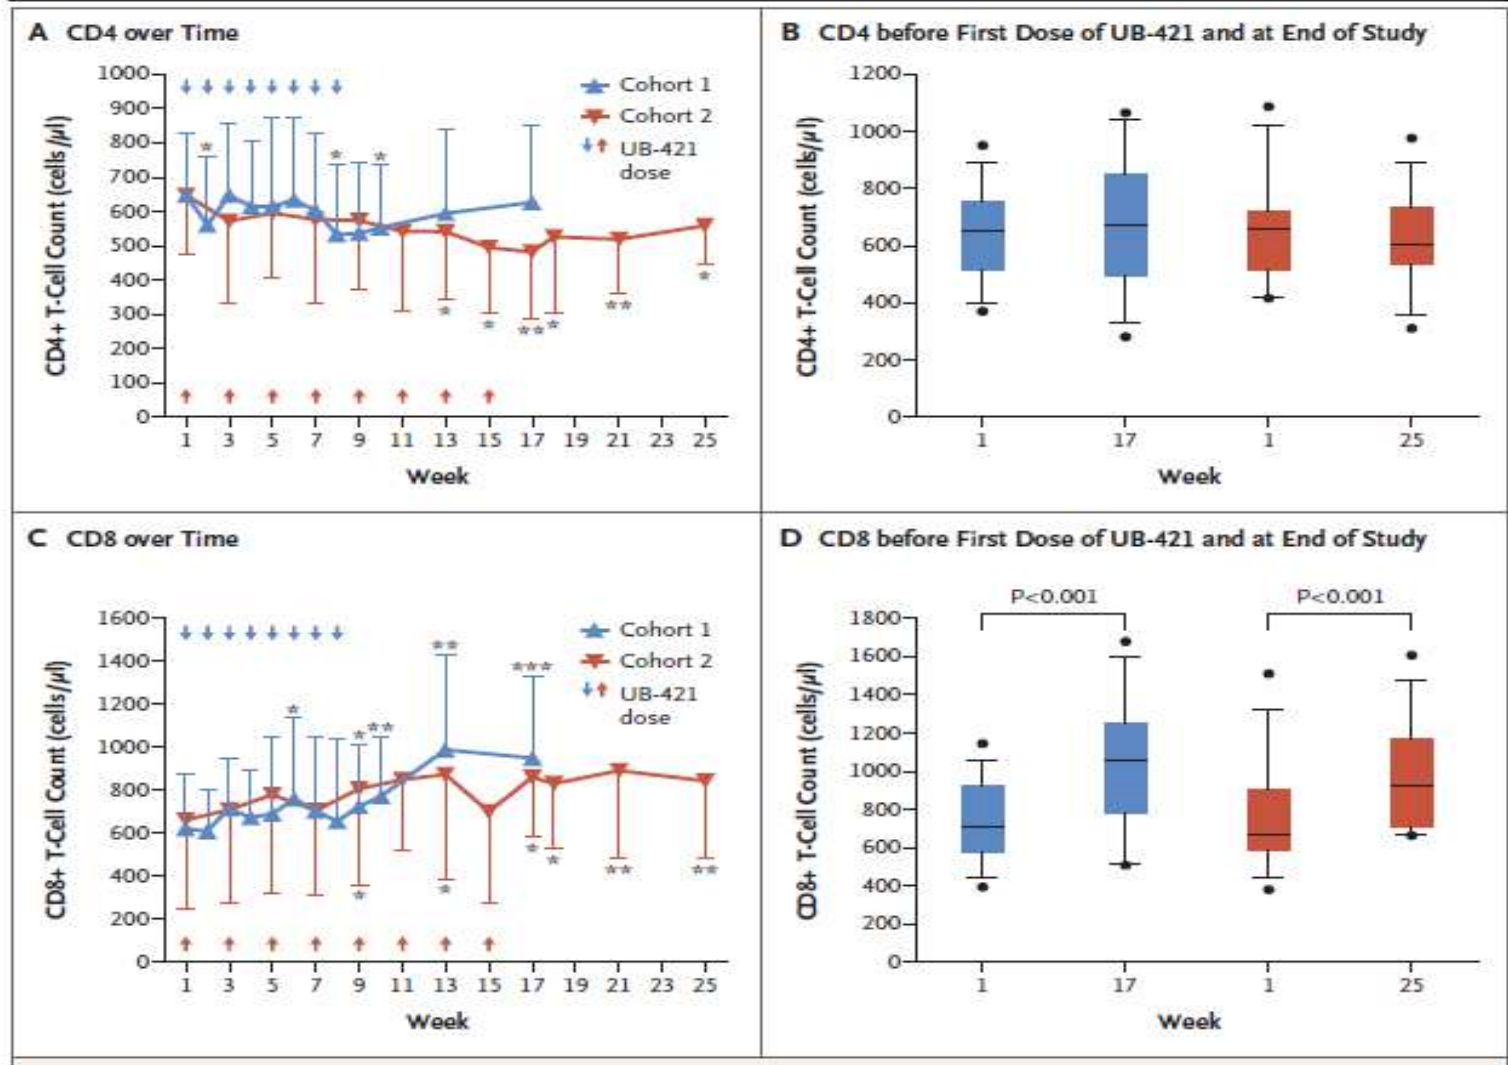 A CD4 over Time
CD4+ T-Cell Count (cells/µl)
1000
900
800
700
600
500
400
300
200
100
0
Cohort 1
Cohort 2
UB-421
dose
*
*
*
*
*
** *
**
*
1 3 5 7 9 11 13 15 17 19 21 23 25
Week
B CD4 before First Dose of UB-421 and at End of Study
CD4+ T-Cell Count (cells/µl)
1200
1000
800
600
400
200
0
1 17 1 25
Week
C CD8 over Time
CD8+ T-Cell Count (cells/µl)
1600
1400
1200
1000
800
600
400
200
0
Cohort 1
Cohort 2
UB-421
dose
*
* **
**
***
*
*
*
*
**
**
1 3 5 7 9 11 13 15 17 19 21 23 25
Week
D CD8 before First Dose of UB-421 and at End of Study
CD8+ T-Cell Count (cells/µl)
P<0.001 P<0.001
1800
1600
1400
1200
1000
800
600
400
200
0
1 17 1 25
Week